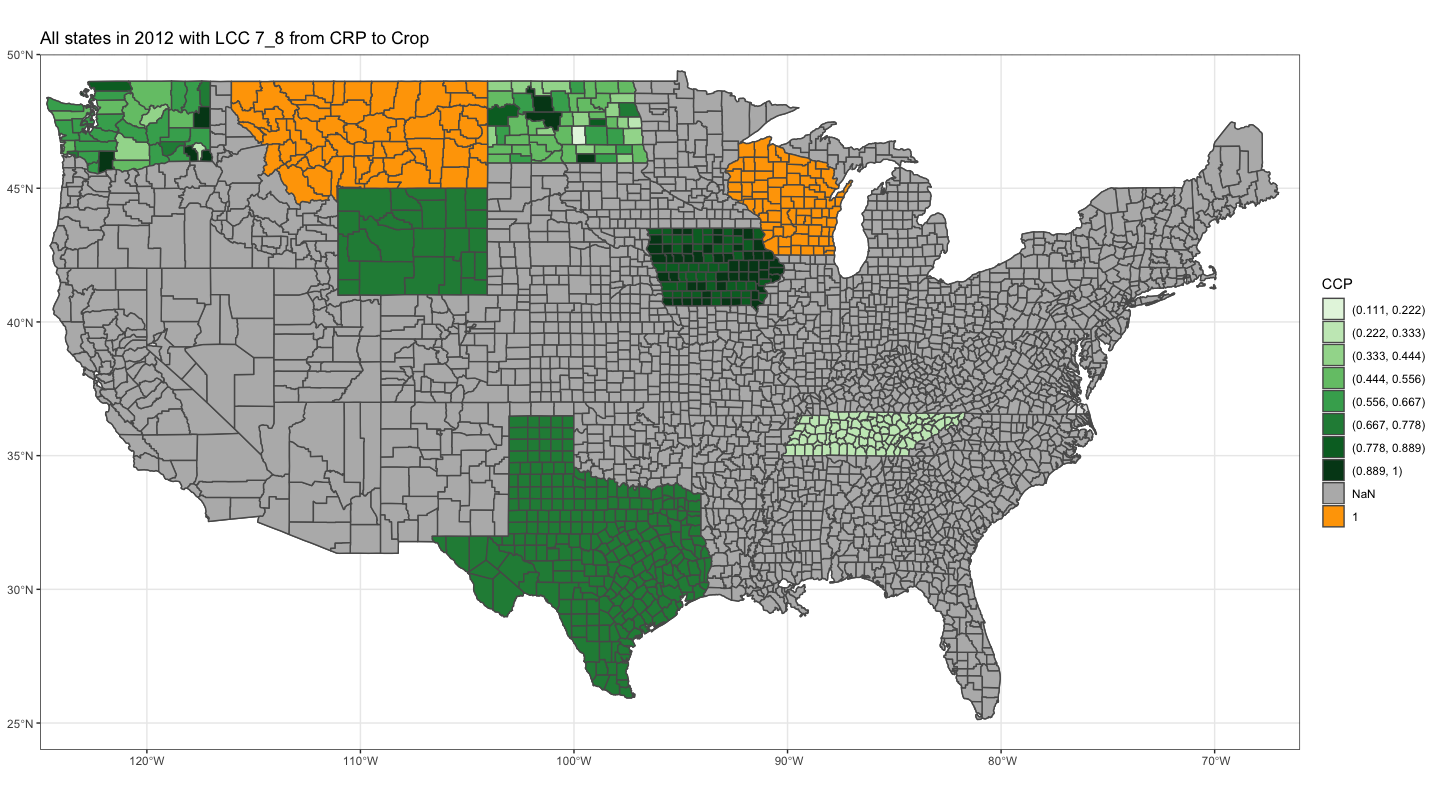 All states in 2012 with LCC 7_8 from CRP to Crop
50°N
45°N
40°N
35°N
30°N
25°N
120°W
110°W
100°W
90°W
80°W
70°W
CCP
(0.111, 0.222)
(0.222, 0.333)
(0.333, 0.444)
(0.444, 0.556)
(0.556, 0.667)
(0.667, 0.778)
(0.778, 0.889)
(0.889, 1)
NaN
1